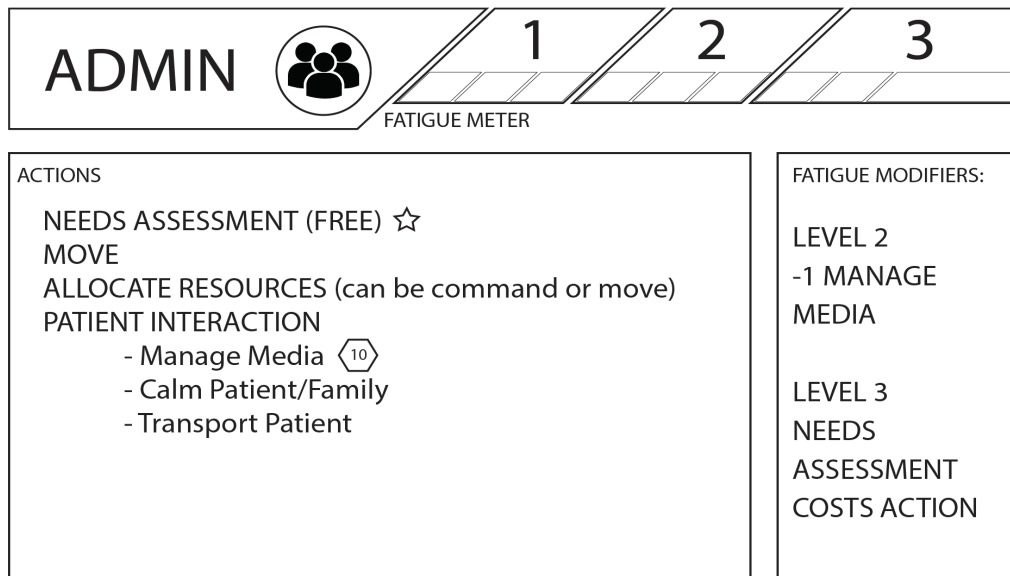 ADMIN
1
2
3
FATIGUE METER
ACTIONS
NEEDS ASSESSMENT (FREE)
MOVE
ALLOCATE RESOURCES (can be command or move)
PATIENT INTERACTION
- Manage Media 10
- Calm Patient/Family
- Transport Patient
FATIGUE MODIFIERS:
LEVEL 2
-1 MANAGE
MEDIA
LEVEL 3
NEEDS
ASSESSMENT
COSTS ACTION